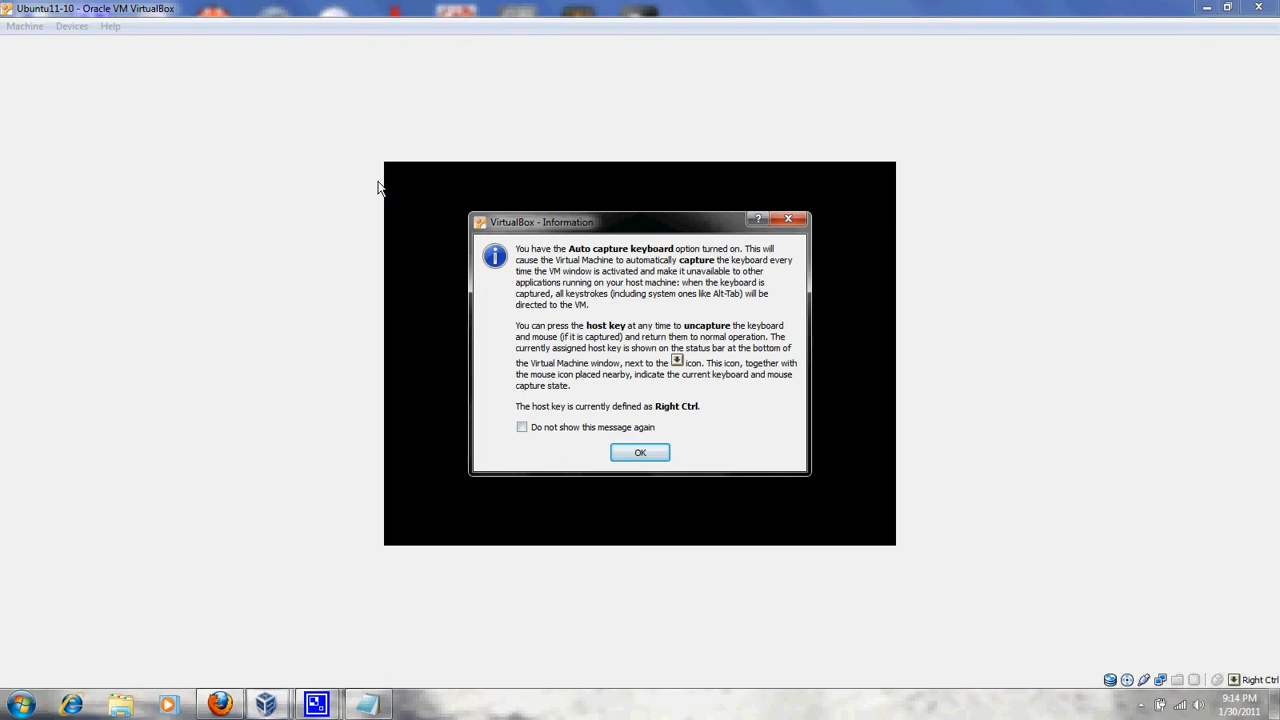 Ubuntu11-10 - Oracle VM VirtualBox
Machine Devices Help
VirtualBox - Information
You have the Auto capture keyboard option turned on. This will
cause the Virtual Machine to automatically capture the keyboard every
time the VM window is activated and make it unavailable to other
applications running on your host machine: when the keyboard is
captured, all keystrokes (including system ones like Alt-Tab) will be
directed to the VM.
You can press the host key at any time to uncapture the keyboard
and mouse (if it is captured) and return them to normal operation. The
currently assigned host key is shown on the status bar at the bottom of
the Virtual Machine window, next to the icon. This icon, together with
the mouse icon placed nearby, indicate the current keyboard and mouse
capture state.
The host key is currently defined as Right Ctrl.
Do not show this message again
OK
Right Ctrl
9:14 PM
1/30/2011